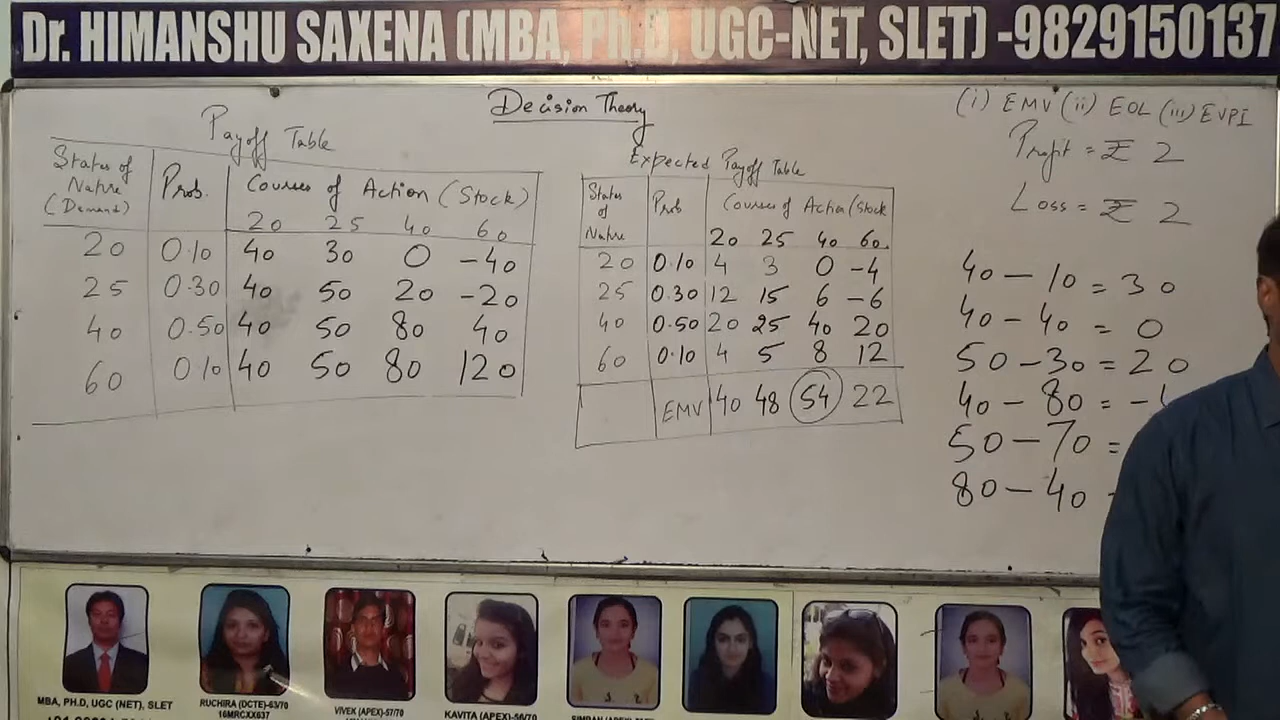 Dr. HIMANSHU SAXENA (MBA, Ph.D, UGC-NET, SLET) -9829150137
Decision Theory
(i) EMV (ii) EOL (iii) EVPI
Profit = ₹ 2
Loss = ₹ 2
Payoff Table
States of Nature (Demand) Prob. Courses of Action (Stock)
20 25 40 60
20 0.10 40 30 0 -40
25 0.30 40 50 20 -20
40 0.50 40 50 80 40
60 0.10 40 50 80 120
Expected Payoff Table
States of Nature Prob Courses of Action (Stock
20 25 40 60
20 0.10 4 3 0 -4
25 0.30 12 15 6 -6
40 0.50 20 25 40 20
60 0.10 4 5 8 12
EMV 40 48 54 22
40 - 10 = 30
40 - 40 = 0
50 - 30 = 20
40 - 80 = -
50 - 70 =
80 - 40
MBA, PH.D, UGC (NET), SLET
RUCHIRA (DCTE)-63/70
16MRCXX637
VIVEK (APEX)-57/70
KAVITA (APEX)-56/70